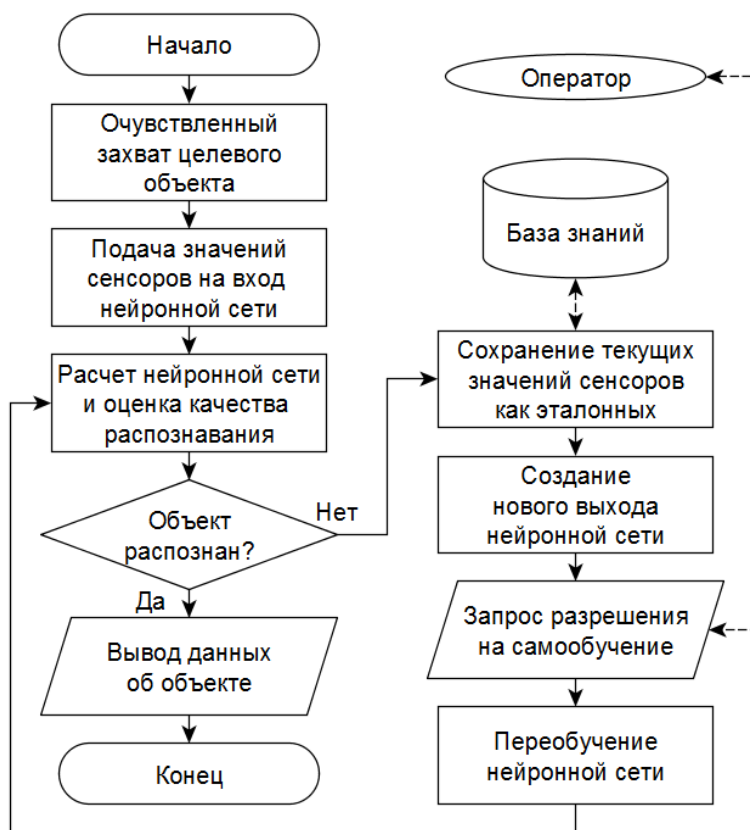 Начало
Очувствленный
захват целевого
объекта
Подача значений
сенсоров на вход
нейронной сети
Расчет нейронной сети
и оценка качества
распознавания
Объект
распознан?
Нет
Да
Вывод данных
об объекте
Конец
Оператор
База знаний
Сохранение текущих
значений сенсоров
как эталонных
Создание
нового выхода
нейронной сети
Запрос разрешения
на самообучение
Переобучение
нейронной сети